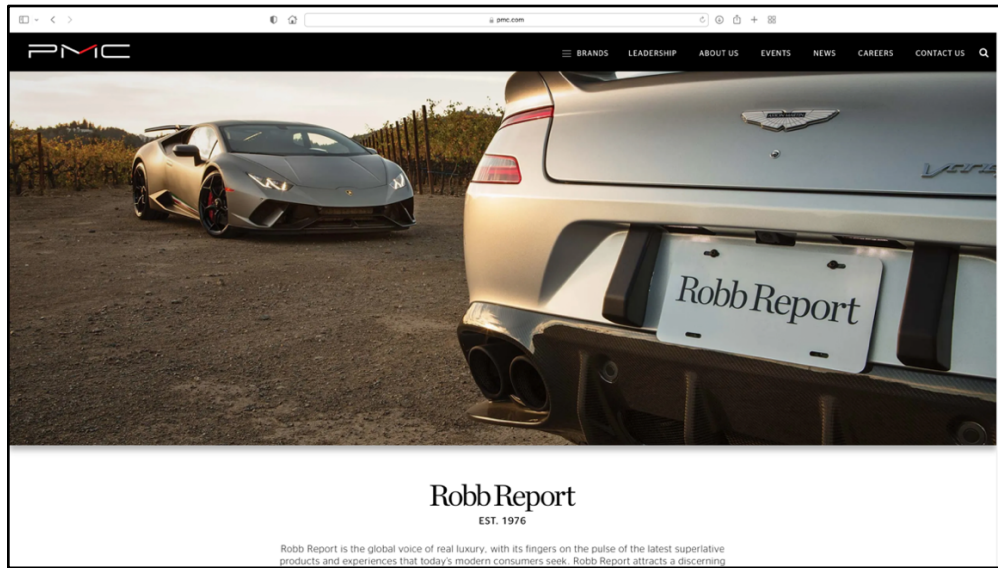 pmc.com
PMC
BRANDS LEADERSHIP ABOUT US EVENTS NEWS CAREERS CONTACT US
Robb Report
Robb Report
EST. 1976
Robb Report is the global voice of real luxury, with its fingers on the pulse of the latest superlative
products and experiences that today's modern consumers seek. Robb Report attracts a discerning